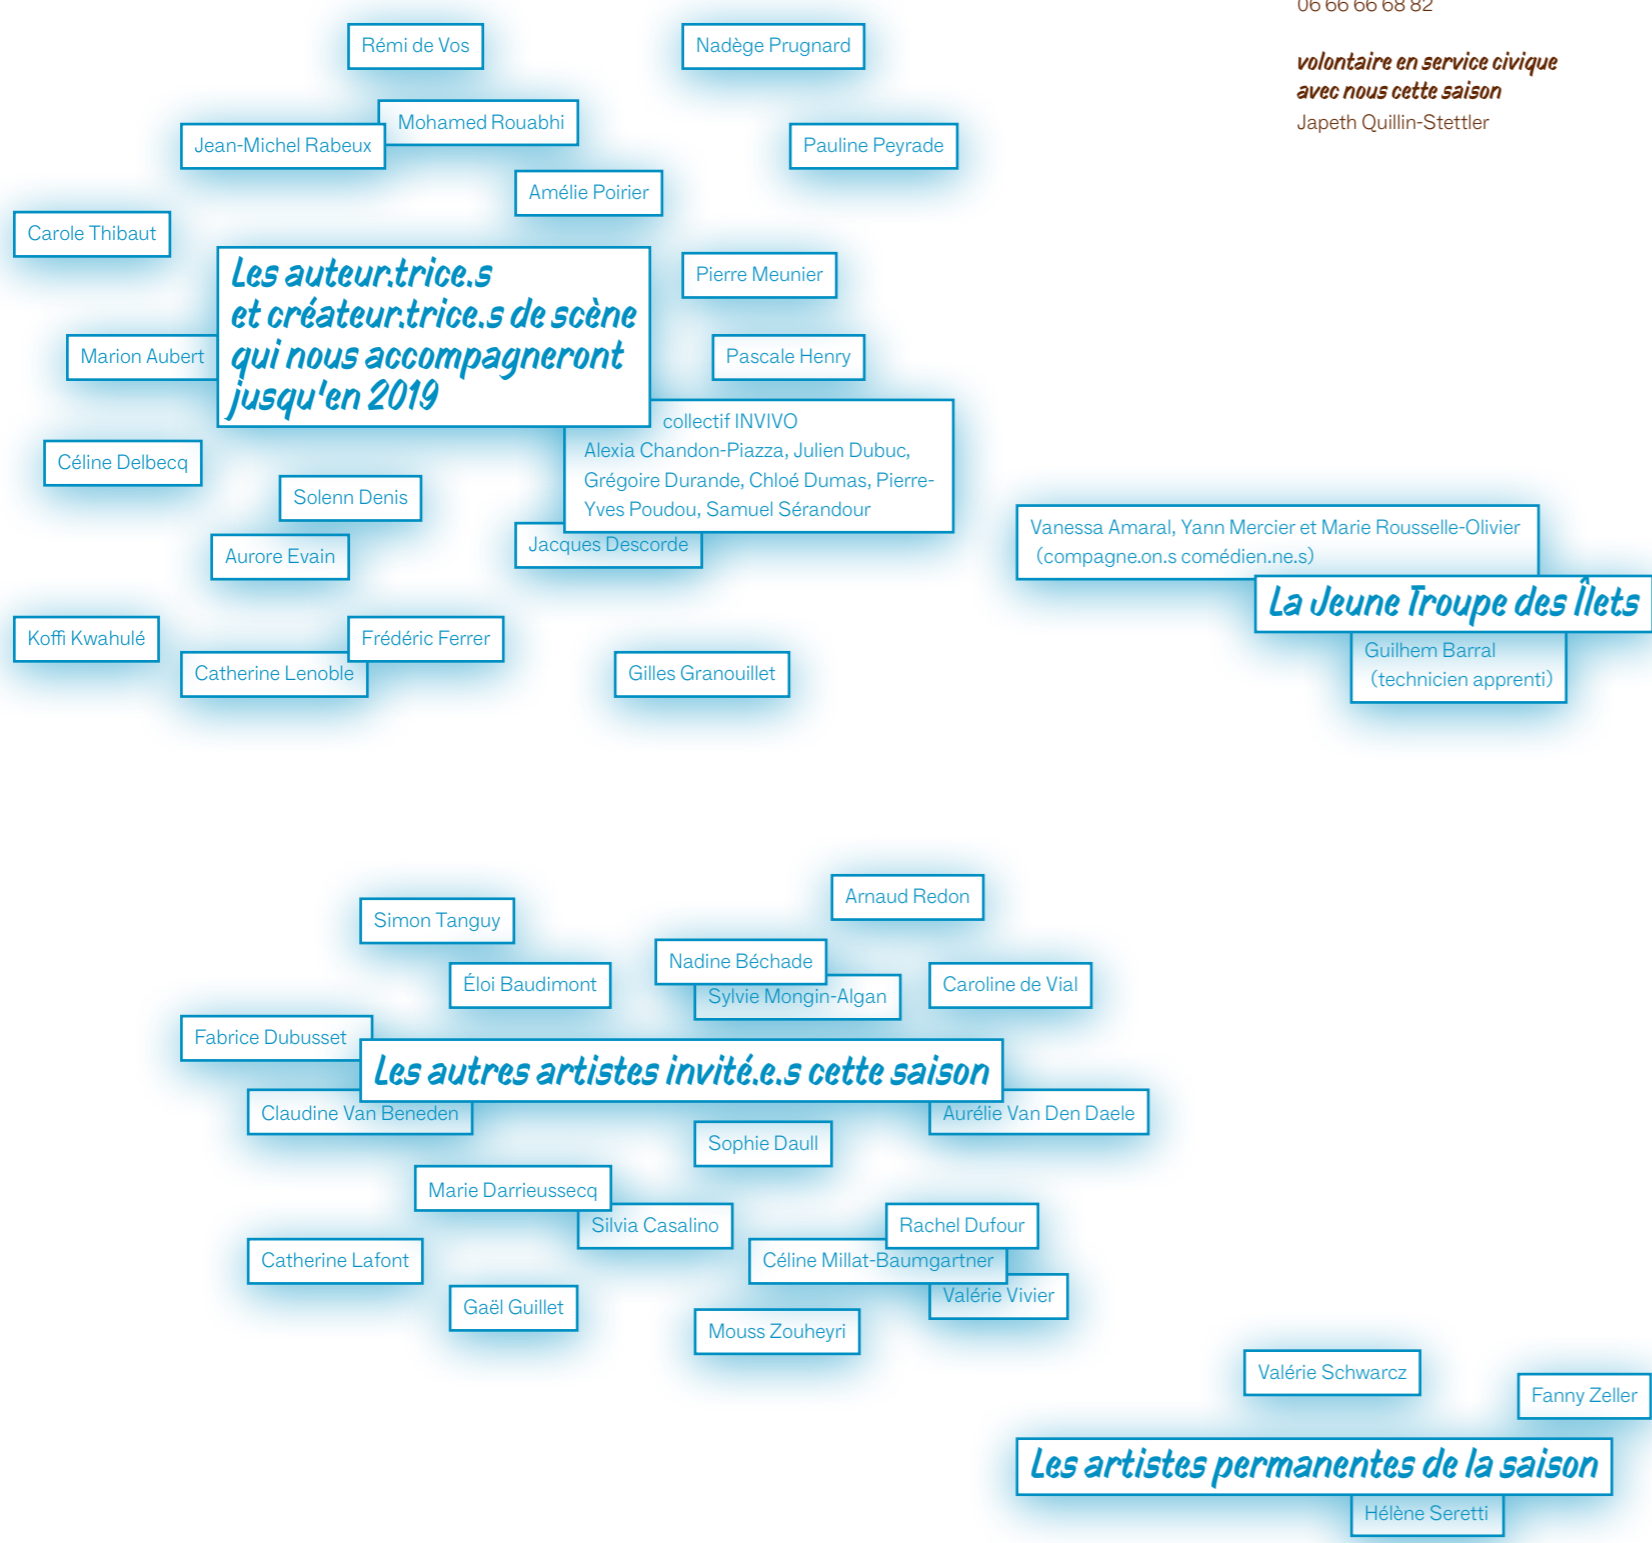 06 66 66 68 82
volontaire en service civique
avec nous cette saison
Japeth Quillin-Stettler
Rémi de Vos
Nadège Prugnard
Mohamed Rouabhi
Jean-Michel Rabeux
Pauline Peyrade
Amélie Poirier
Carole Thibaut
Les auteur.trice.s
et créateur.trice.s de scène
qui nous accompagneront
jusqu'en 2019
Pierre Meunier
Marion Aubert
Pascale Henry
collectif INVIVO
Alexia Chandon-Piazza, Julien Dubuc,
Grégoire Durande, Chloé Dumas, Pierre-
Yves Poudou, Samuel Sérandour
Céline Delbecq
Solenn Denis
Aurore Evain
Jacques Descorde
Koffi Kwahulé
Frédéric Ferrer
Catherine Lenoble
Gilles Granouillet
Vanessa Amaral, Yann Mercier et Marie Rousselle-Olivier
(compagne.on.s comédien.ne.s)
La Jeune Troupe des Îlets
Guilhem Barral
(technicien apprenti)
Arnaud Redon
Simon Tanguy
Nadine Béchade
Éloi Baudimont
Sylvie Mongin-Algan
Caroline de Vial
Fabrice Dubusset
Les autres artistes invité.e.s cette saison
Claudine Van Beneden
Aurélie Van Den Daele
Sophie Daull
Marie Darrieussecq
Silvia Casalino
Rachel Dufour
Catherine Lafont
Céline Millat-Baumgartner
Valérie Vivier
Gaël Guillet
Mouss Zouheyri
Valérie Schwarcz
Fanny Zeller
Les artistes permanentes de la saison
Hélène Seretti